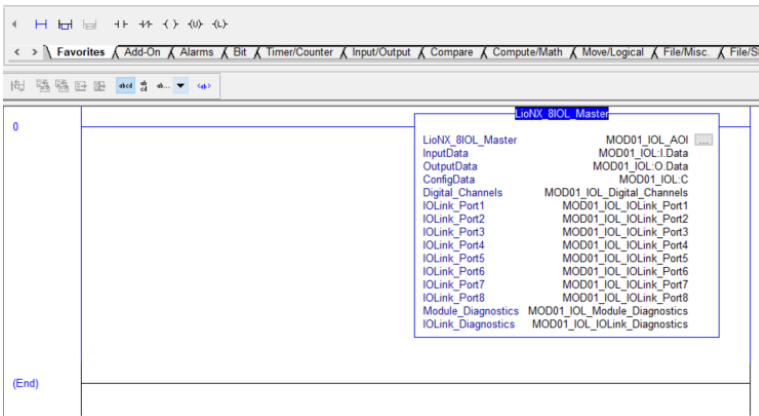 Favorites Add-On Alarms Bit Timer/Counter Input/Output Compare Compute/Math Move/Logical File/Misc. File/S
0
LioNX_8IOL_Master
LioNX_8IOL_Master MOD01_IOL_AOI ...
InputData MOD01_IOL:I.Data
OutputData MOD01_IOL:O.Data
ConfigData MOD01_IOL:C
Digital_Channels MOD01_IOL_Digital_Channels
IOLink_Port1 MOD01_IOL_IOLink_Port1
IOLink_Port2 MOD01_IOL_IOLink_Port2
IOLink_Port3 MOD01_IOL_IOLink_Port3
IOLink_Port4 MOD01_IOL_IOLink_Port4
IOLink_Port5 MOD01_IOL_IOLink_Port5
IOLink_Port6 MOD01_IOL_IOLink_Port6
IOLink_Port7 MOD01_IOL_IOLink_Port7
IOLink_Port8 MOD01_IOL_IOLink_Port8
Module_Diagnostics MOD01_IOL_Module_Diagnostics
IOLink_Diagnostics MOD01_IOL_IOLink_Diagnostics
(End)